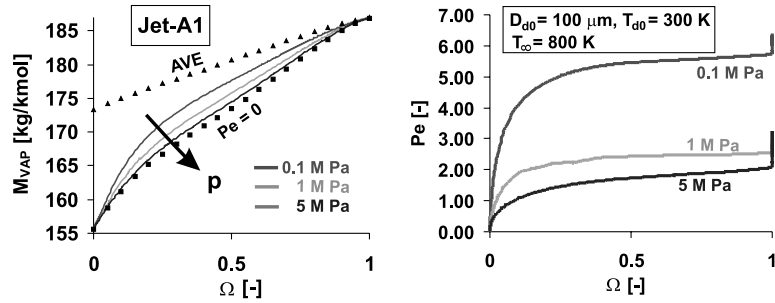 Jet-A1
AVE
Pe = 0
p
0.1 M Pa
1 M Pa
5 M Pa
M_VAP [kg/kmol]
185
180
175
170
165
160
155
0
0.5
1
Ω [-]
D_d0 = 100 µm, T_d0 = 300 K
T_∞ = 800 K
0.1 M Pa
1 M Pa
5 M Pa
Pe [-]
7.00
6.00
5.00
4.00
3.00
2.00
1.00
0.00
0
0.5
1
Ω [-]